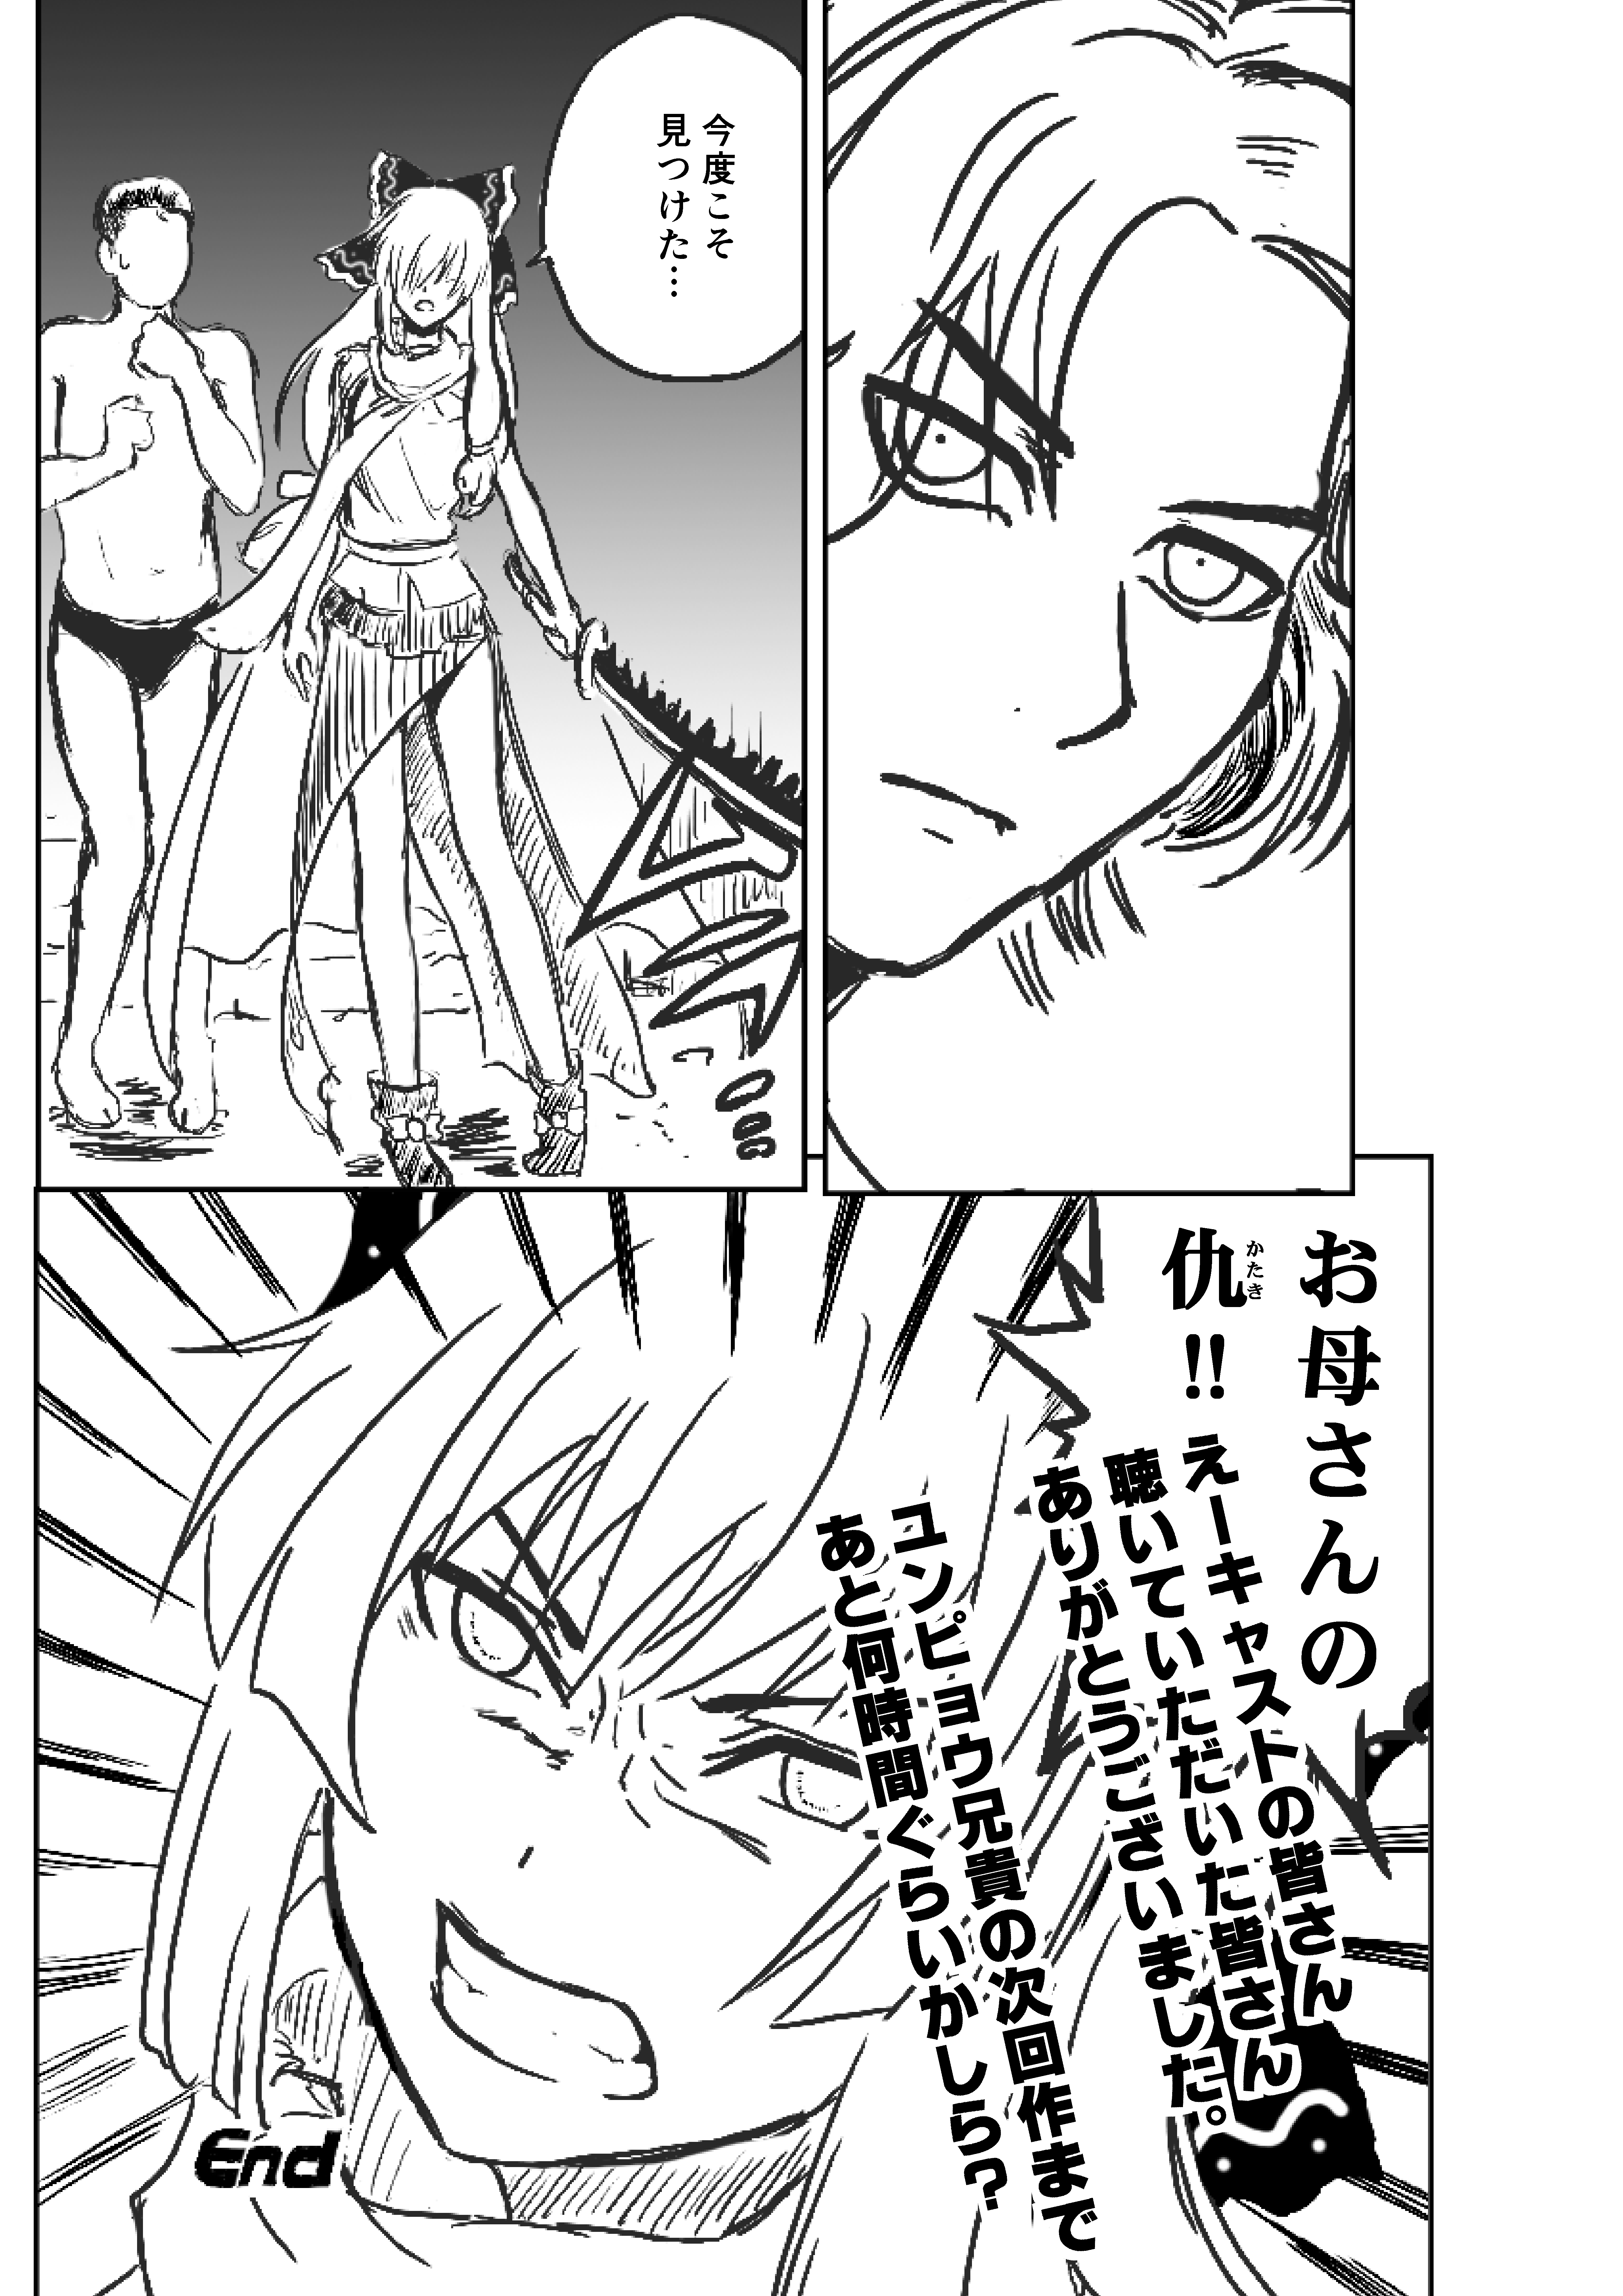 今度こそ
見つけた…
お母さんの
仇!!
かたき
えーキャストの皆さん
聴いていただいた皆さん
ありがとうございました。
ユンピョウ兄貴の次回作まで
あと何時間ぐらいかしら？
End